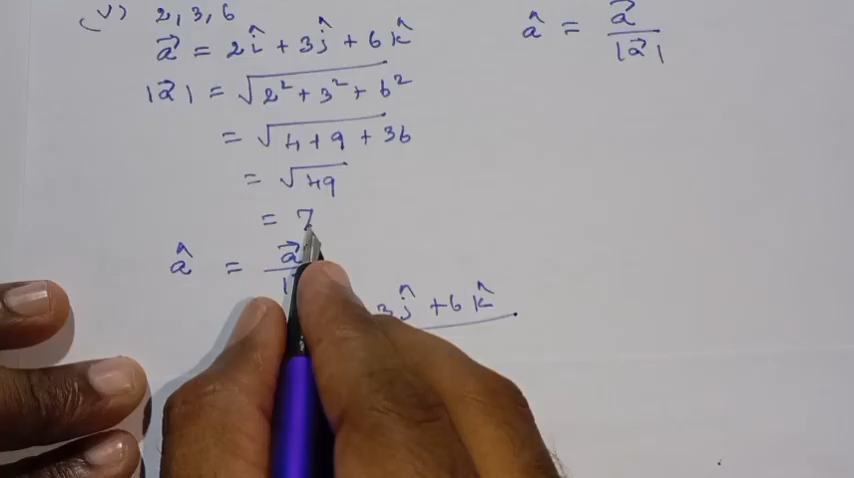 (v) 2, 3, 6
a⃗ = 2î + 3ĵ + 6k̂
|a⃗| = √2² + 3² + 6²
= √4 + 9 + 36
= √49
= 7
â = a⃗ / |
3ĵ + 6k̂
â = a⃗ / |a⃗|